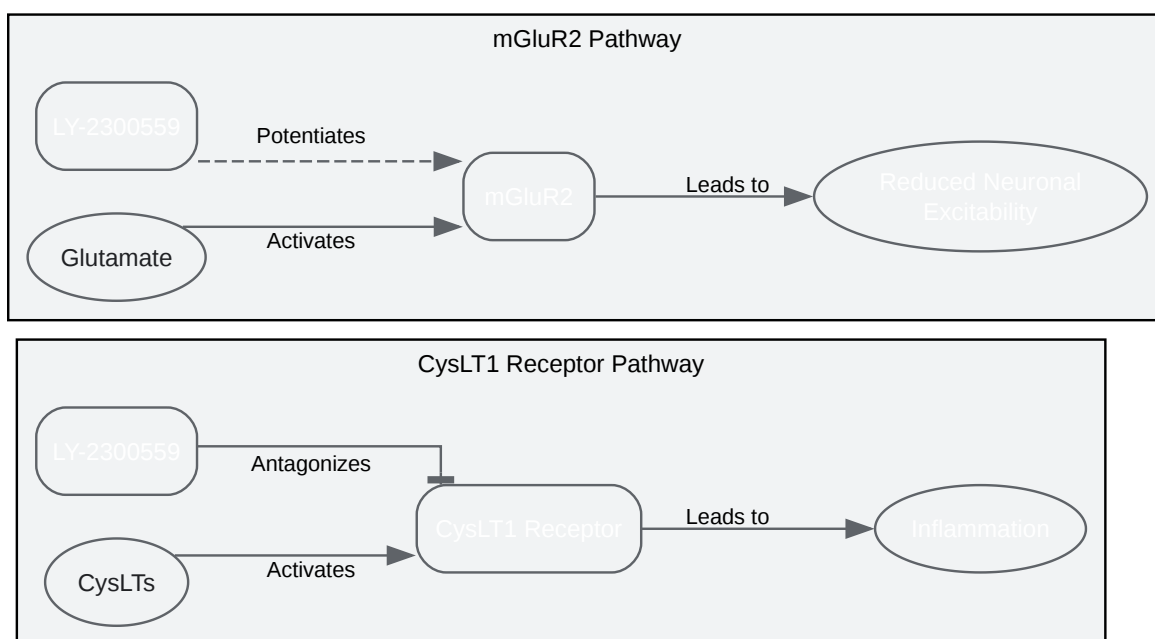 mGluR2 Pathway
LY-2300559
Potentiates
mGluR2
Leads to
Reduced Neuronal
Excitability
Activates
Glutamate
CysLT1 Receptor Pathway
LY-2300559
Antagonizes
CysLT1 Receptor
Leads to
Inflammation
Activates
CysLTs